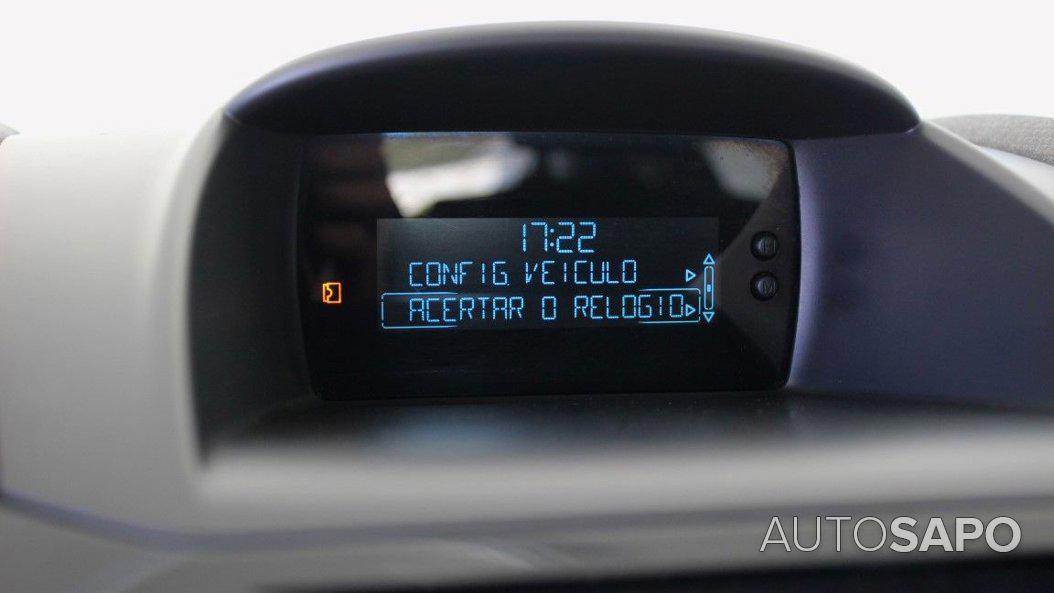 17:22
CONFIG. VEICULO
ACERTAR O RELOGIO
AUTOSAPO